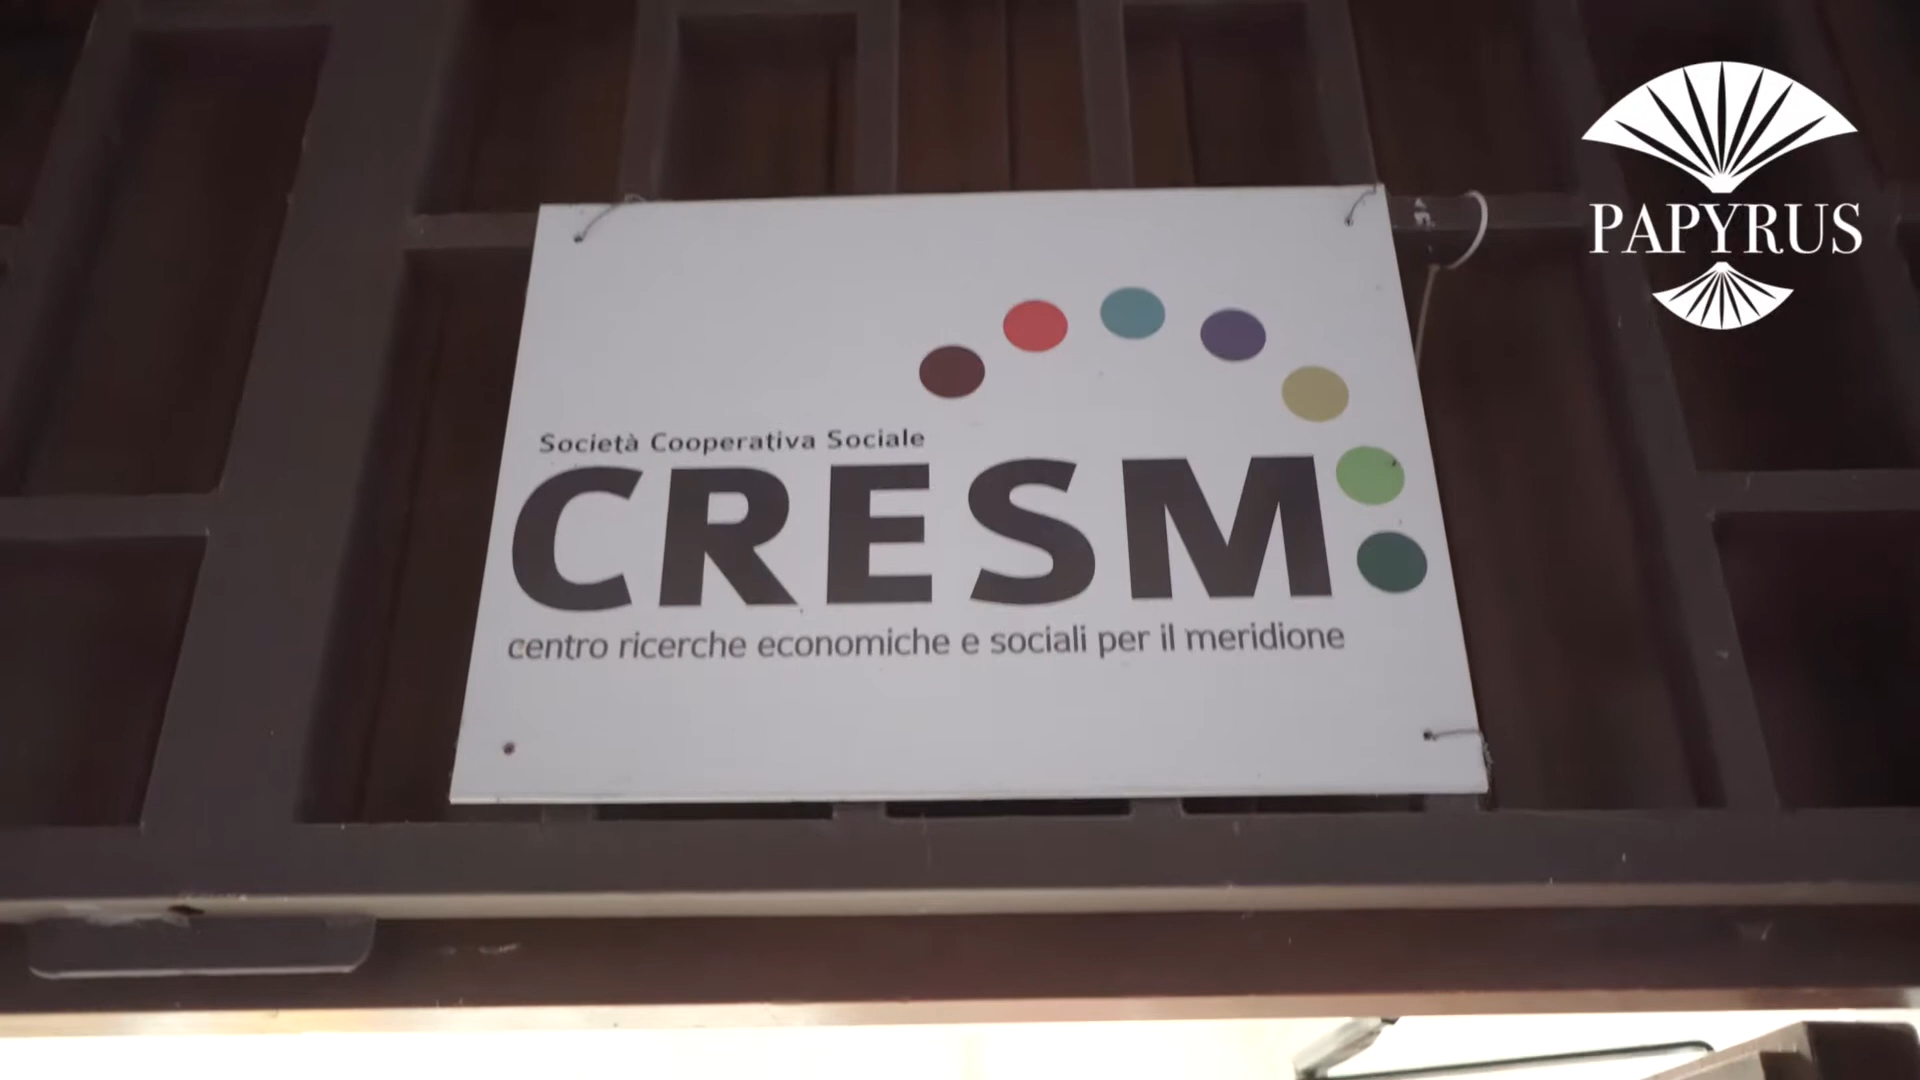 PAPYRUS
Società Cooperativa Sociale
CRESM
centro ricerche economiche e sociali per il meridione